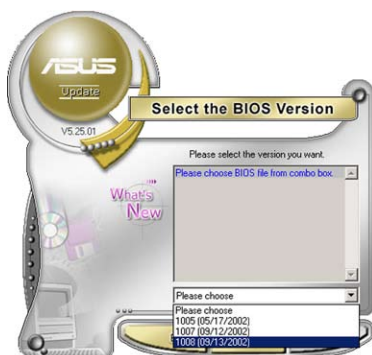 ASUS
Update
V5.25.01
Select the BIOS Version
Please select the version you want.
Please choose BIOS file from combo box.
What's
New
Please choose
Please choose
1005 (05/17/2002)
1007 (09/12/2002)
1008 (09/13/2002)